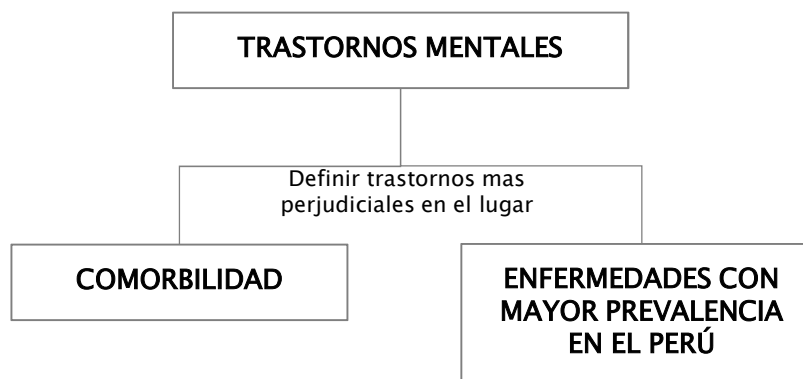 TRASTORNOS MENTALES
Definir trastornos mas
perjudiciales en el lugar
COMORBILIDAD
ENFERMEDADES CON
MAYOR PREVALENCIA
EN EL PERÚ